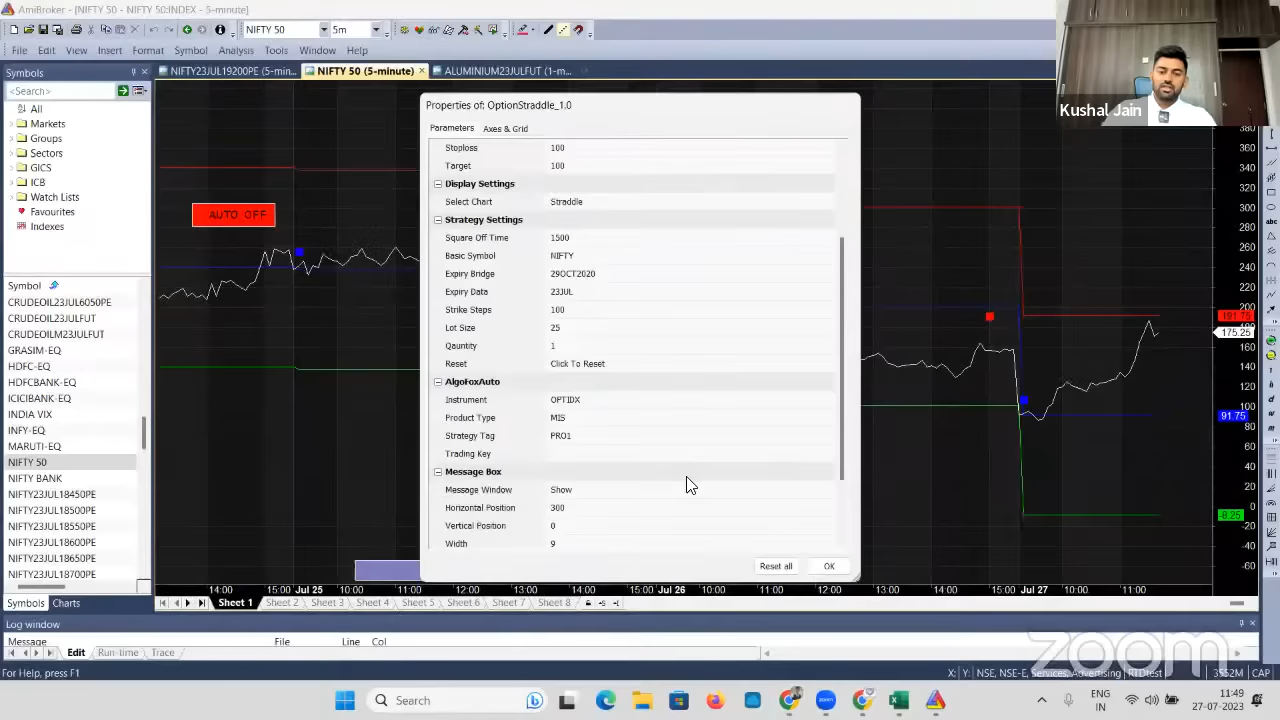 AmiBroker - NIFTY 50 - NIFTY 50:INDEX - 5-minute
NIFTY 50
5m
File Edit View Insert Format Symbol Analysis Tools Window Help
Symbols
NIFTY23JUL19200PE (5-min...
NIFTY 50 (5-minute)
ALUMINIUM23JULFUT (1-m...
<Search>
All
Markets
Groups
Sectors
GICS
ICB
Watch Lists
Favourites
Indexes
Symbol
CRUDEOIL23JUL6050PE
CRUDEOIL23JULFUT
CRUDEOILM23JULFUT
GRASIM-EQ
HDFC-EQ
HDFCBANK-EQ
ICICIBANK-EQ
INDIA VIX
INFY-EQ
MARUTI-EQ
NIFTY 50
NIFTY BANK
NIFTY23JUL18450PE
NIFTY23JUL18500PE
NIFTY23JUL18550PE
NIFTY23JUL18600PE
NIFTY23JUL18650PE
NIFTY23JUL18700PE
Symbols Charts
AUTO OFF
Properties of: OptionStraddle_1.0
Parameters Axes & Grid
Stoploss 100
Target 100
Display Settings
Select Chart Straddle
Strategy Settings
Square Off Time 1500
Basic Symbol NIFTY
Expiry Bridge 29OCT2020
Expiry Data 23JUL
Strike Steps 100
Lot Size 25
Qauntity 1
Reset Click To Reset
AlgoFoxAuto
Instrument OPTIDX
Product Type MIS
Strategy Tag PRO1
Trading Key
Message Box
Message Window Show
Horizontal Position 300
Vertical Position 0
Width 9
Reset all OK
Kushal Jain
380
360
340
320
300
280
260
240
220
200
191.75
175.25
160
140
120
100
91.75
80
60
40
20
0
-8.25
-20
-40
-60
14:00 15:00 Jul 25 10:00 11:00 12:00 13:00 14:00 15:00 Jul 26 10:00 11:00 12:00 13:00 14:00 15:00 Jul 27 10:00 11:00
Sheet 1 Sheet 2 Sheet 3 Sheet 4 Sheet 5 Sheet 6 Sheet 7 Sheet 8
Log window
Message File Line Col
Edit Run-time Trace
For Help, press F1
X: Y: NSE, NSE-E, Services, Advertising RTDtest 3552M CAP
zoom
Search
ENG
IN
11:49
27-07-2023